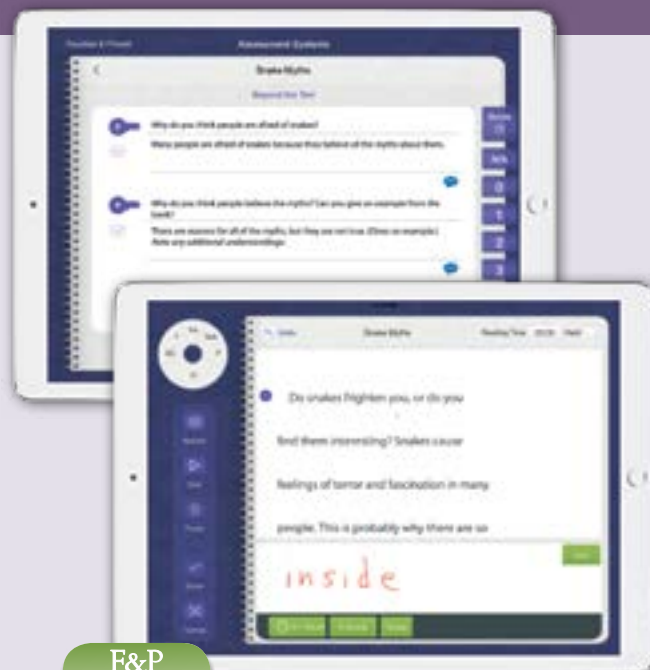 Fountas & Pinnell Assessment Systems
Snake Myths
Beyond the Text
Why do you think people are afraid of snakes?
Many people are afraid of snakes because they believe all the myths about them.
Why do you think people believe the myths? Can you give an example from the
book?
There are reasons for all of the myths, but they are not true. (Gives an example.)
Note any additional understandings:
N/A
0
1
2
3
Snake Myths Reading Time
Do snakes frighten you, or do you
find them interesting? Snakes cause
feelings of terror and fascination in many
people. This is probably why there are so
inside
F&P